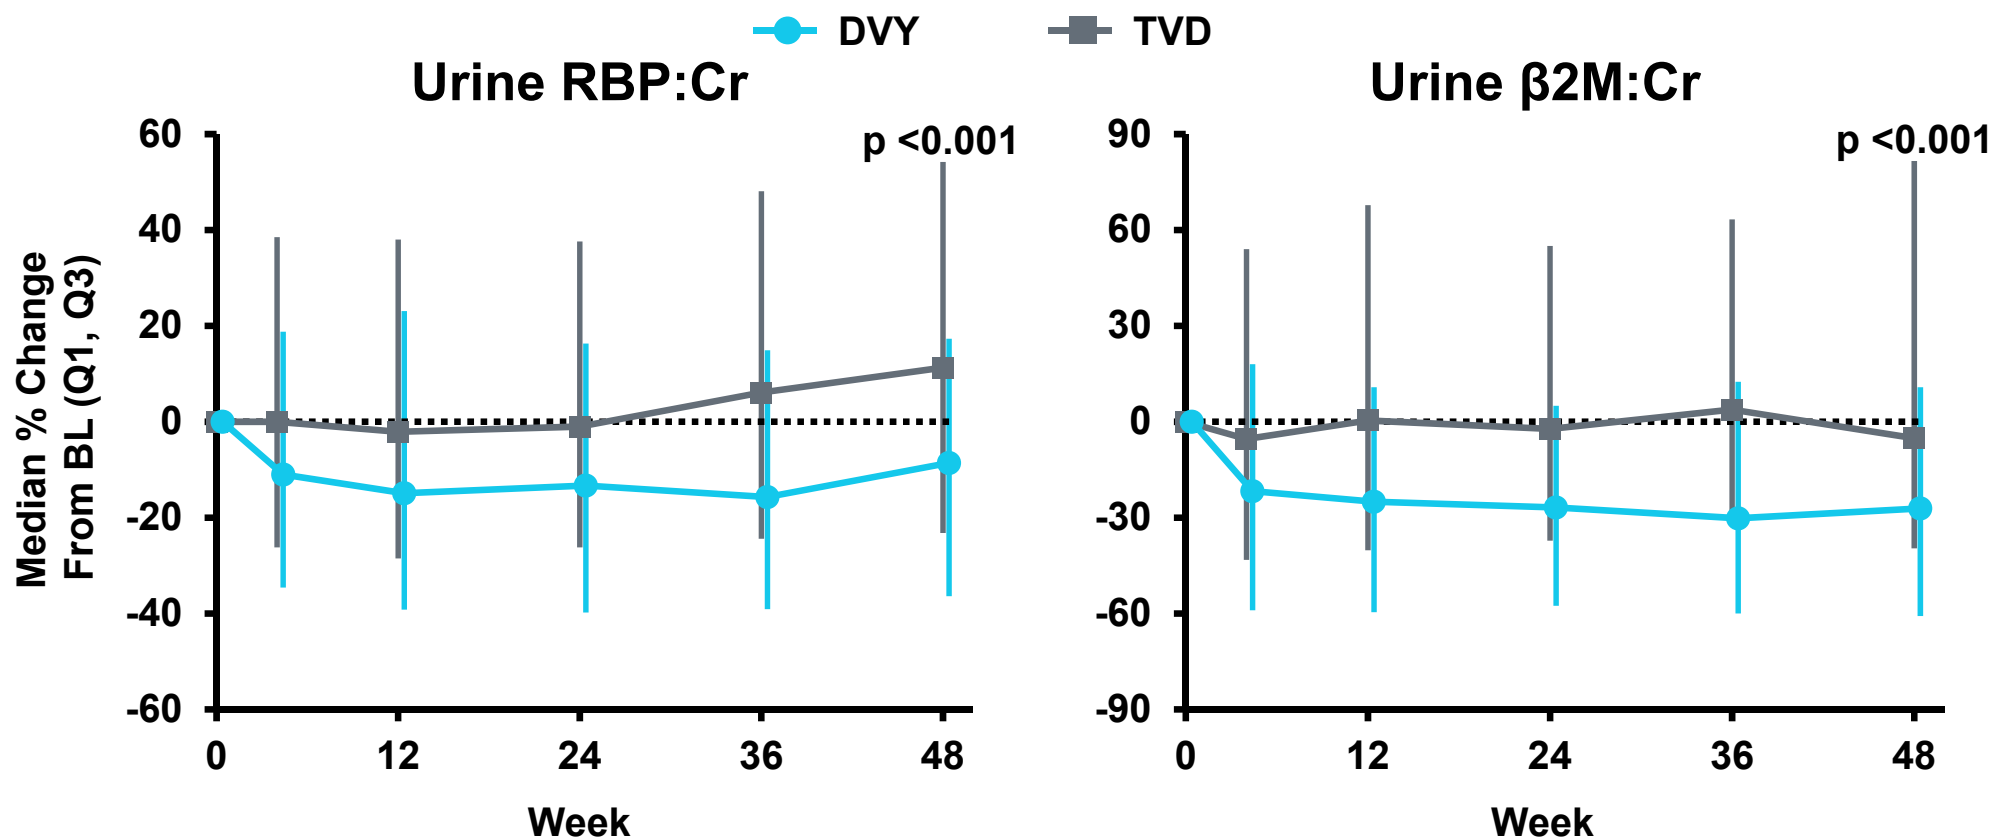 DVY
TVD
Urine RBP:Cr
Urine β2M:Cr
Median % Change
From BL (Q1, Q3)
60
40
20
0
-20
-40
-60
p <0.001
0
12
24
36
48
Week
90
60
30
0
-30
-60
-90
p <0.001
0
12
24
36
48
Week